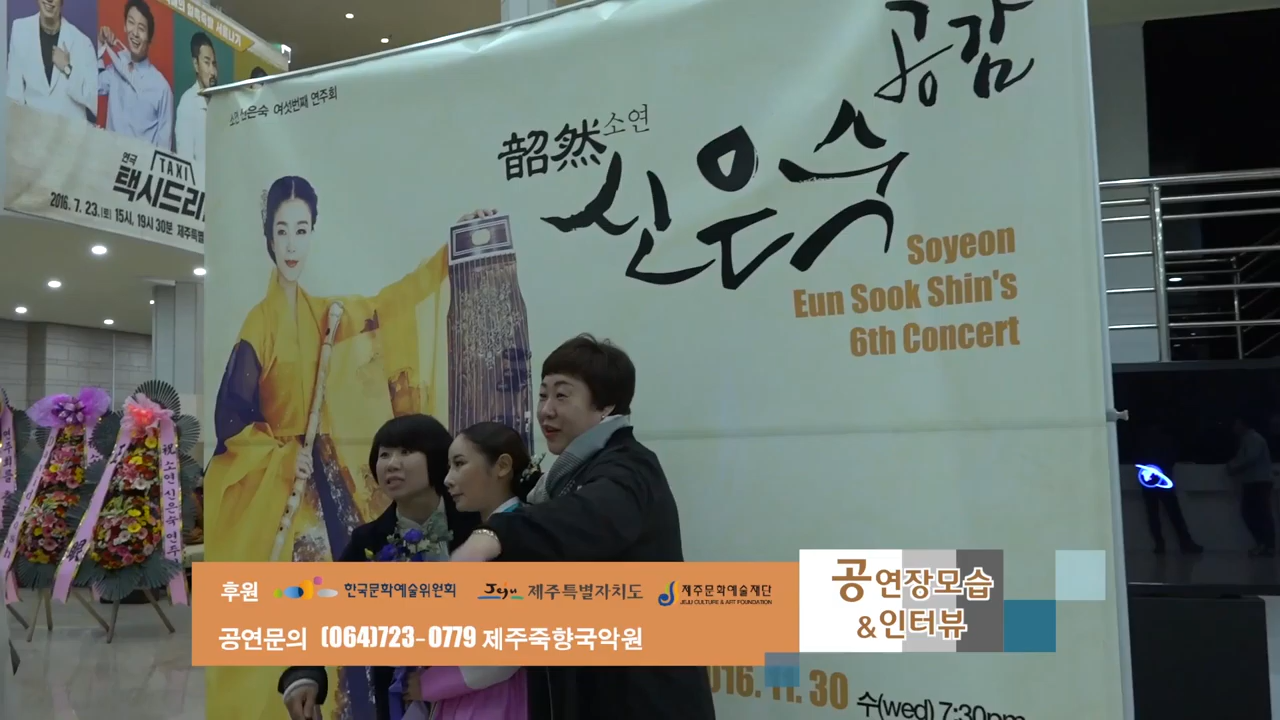 연극
TAXI
택시드리
2016. 7. 23.(토) 15시, 19시 30분 제주특별
소연 신은숙 여섯번째 연주회
공감
韶然 소연
신은숙
Soyeon
Eun Sook Shin's
6th Concert
祝 소연 신은숙 연주
후원 한국문화예술위원회 Jeju 제주특별자치도 제주문화예술재단
JEJU CULTURE & ART FOUNDATION
공연문의 (064)723-0779 제주죽향국악원
공연장모습
&인터뷰
2016. 11. 30 수(wed) 7:30pm